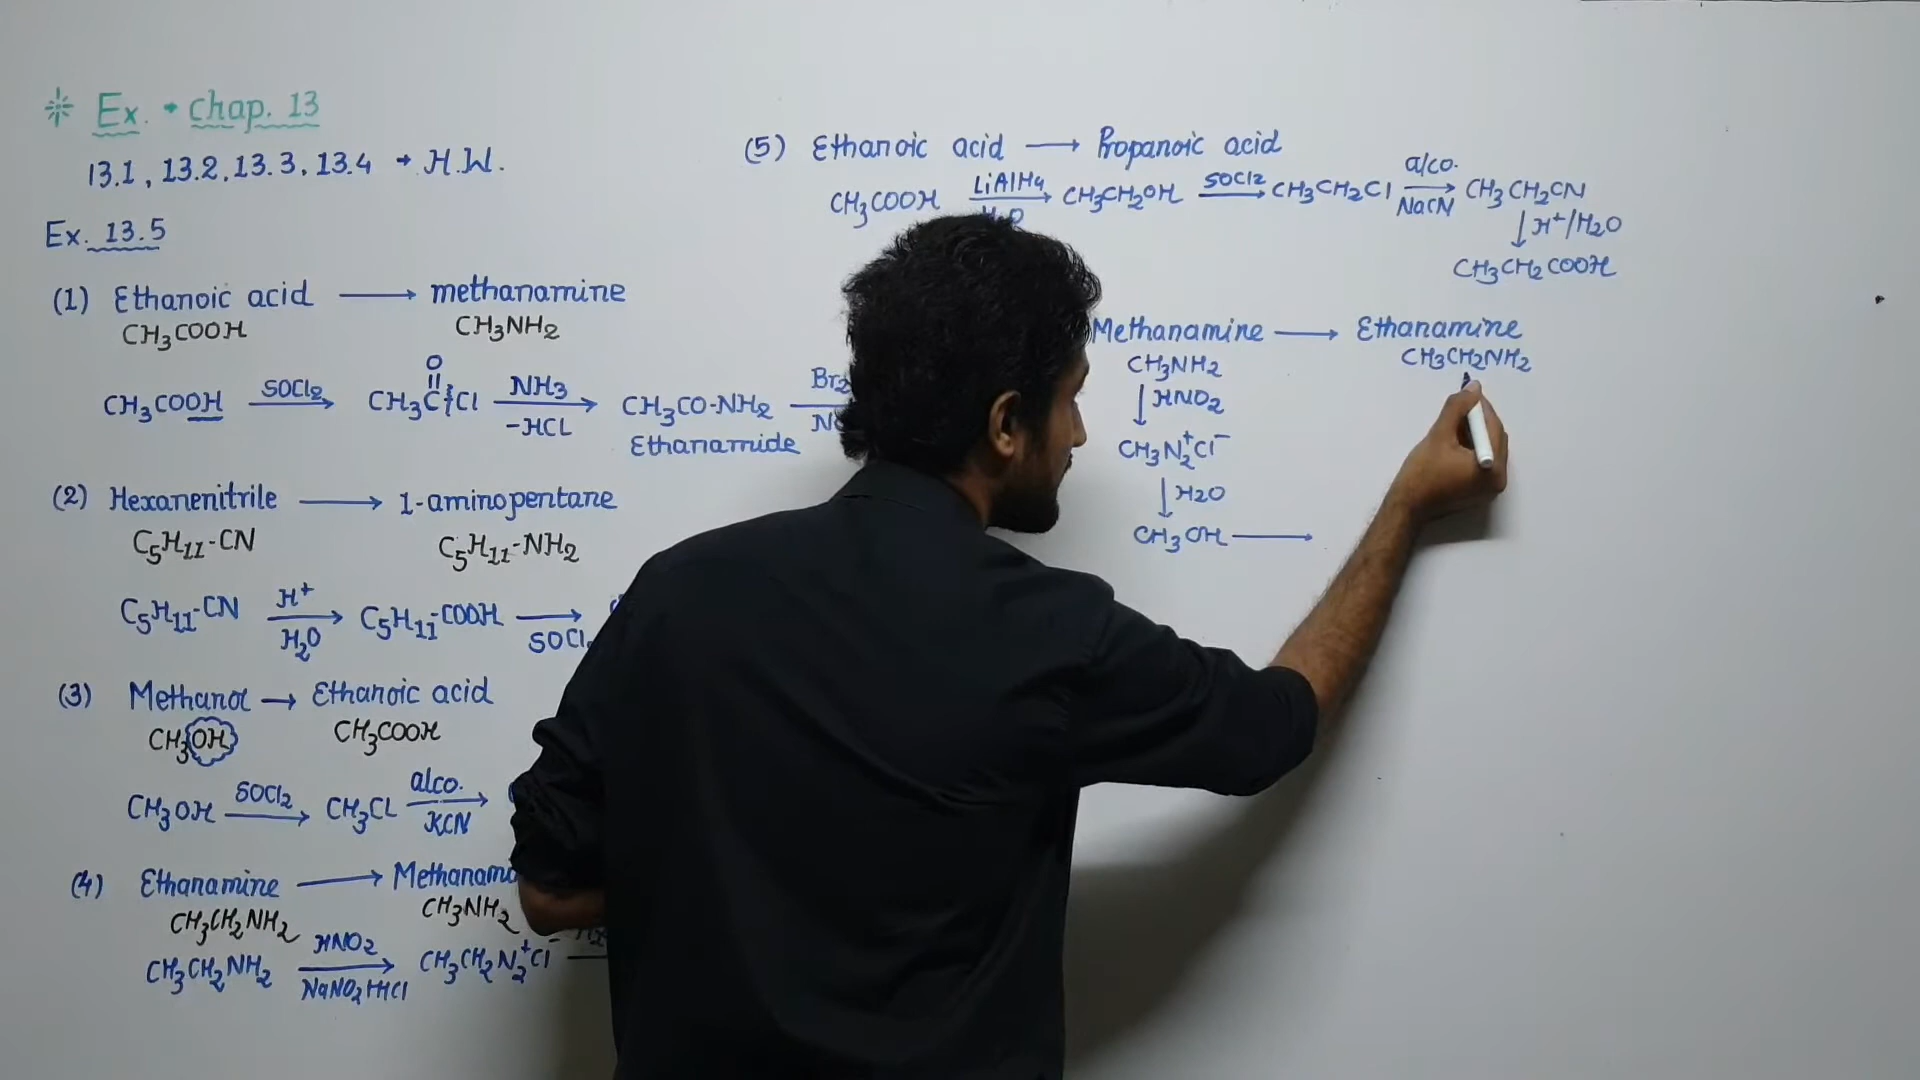 * Ex. → chap. 13
13.1, 13.2, 13.3, 13.4 → H.W.
Ex. 13.5
(1) Ethanoic acid ⟶ methanamine
CH3COOH CH3NH2
CH3COOH —SOCl2→ CH3C(=O)Cl —NH3/-HCL→ CH3CO-NH2 Br2
Ethanamide
(2) Hexanenitrile ⟶ 1-aminopentane
C5H11-CN C5H11-NH2
C5H11-CN —H+/H2O→ C5H11-COOH —SOCl→
(3) Methanol → Ethanoic acid
CH3OH CH3COOH
CH3OH —SOCl2→ CH3CL —alco./KCN→
(4) Ethanamine ⟶ Methanam
CH3CH2NH2 CH3NH2
CH3CH2NH2 —HNO2/NaNO2+HCl→ CH3CH2N2+Cl-
(5) Ethanoic acid ⟶ Propanoic acid
CH3COOH —LiAlH4/H2O→ CH3CH2OH —SOCl2→ CH3CH2Cl —alco./NaCN→ CH3CH2CN
↓ H+/H2O
CH3CH2COOH
Methanamine ⟶ Ethanamine
CH3NH2 CH3CH2NH2
↓ HNO2
CH3N2+Cl-
↓ H2O
CH3OH ⟶